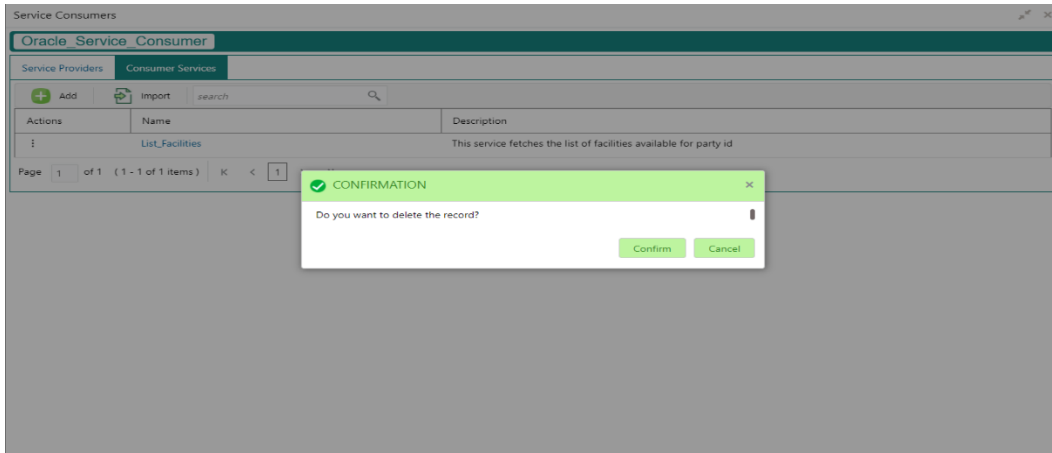 Service Consumers
Oracle_Service_Consumer
Service Providers Consumer Services
Add Import search
Actions Name Description
List_Facilities This service fetches the list of facilities available for party id
Page 1 of 1 (1 - 1 of 1 items) K < 1
CONFIRMATION
Do you want to delete the record?
Confirm Cancel